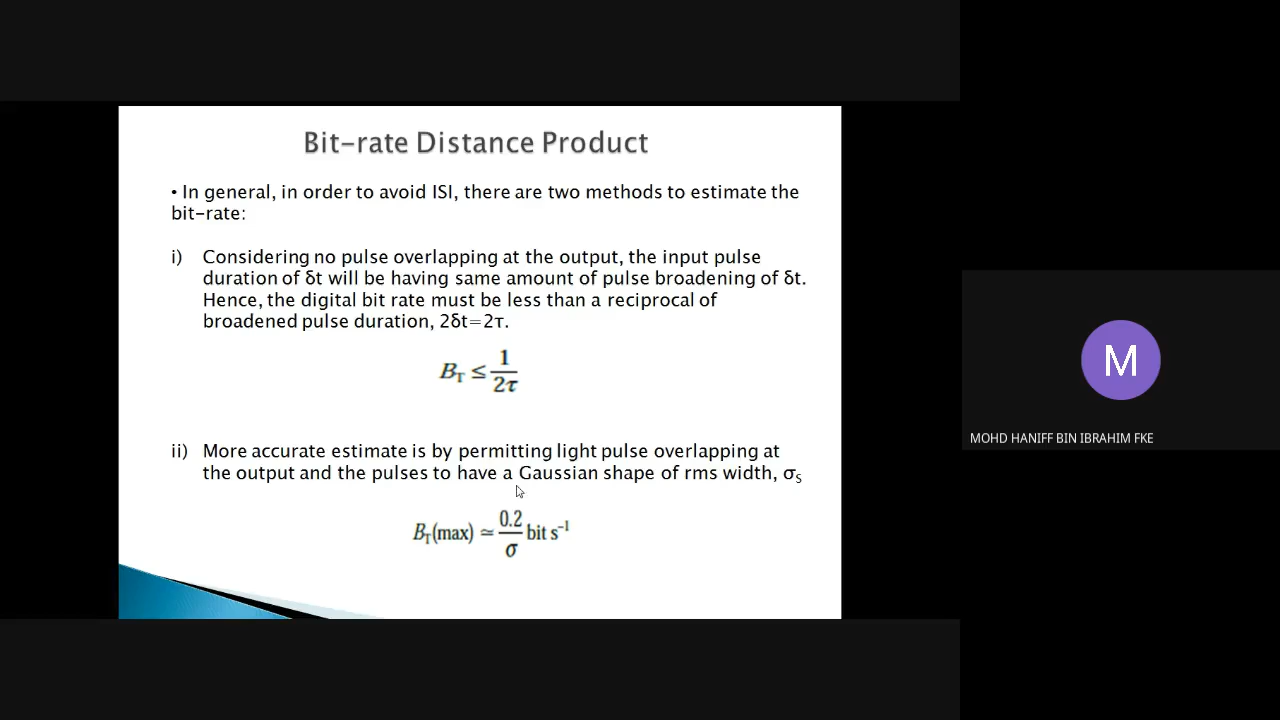 Bit-rate Distance Product
• In general, in order to avoid ISI, there are two methods to estimate the
bit-rate:
i) Considering no pulse overlapping at the output, the input pulse
duration of δt will be having same amount of pulse broadening of δt.
Hence, the digital bit rate must be less than a reciprocal of
broadened pulse duration, 2δt=2τ.
B_T ≤ 1/2τ
ii) More accurate estimate is by permitting light pulse overlapping at
the output and the pulses to have a Gaussian shape of rms width, σ_S
B_T(max) ≃ 0.2/σ bit s⁻¹
M
MOHD HANIFF BIN IBRAHIM FKE